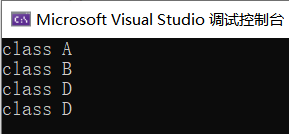 Microsoft Visual Studio 调试控制台
class A
class B
class D
class D